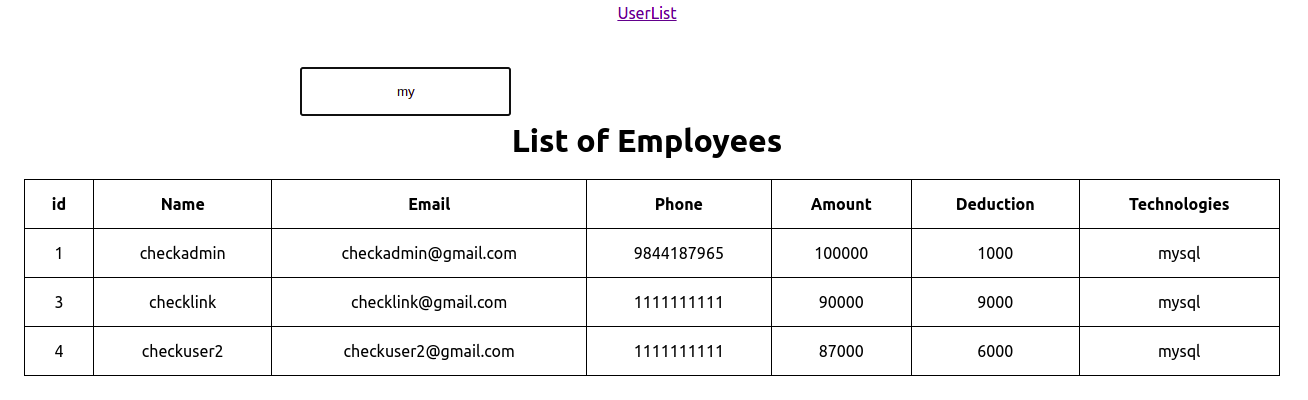 UserList
my
List of Employees
id Name Email Phone Amount Deduction Technologies
1 checkadmin checkadmin@gmail.com 9844187965 100000 1000 mysql
3 checklink checklink@gmail.com 1111111111 90000 9000 mysql
4 checkuser2 checkuser2@gmail.com 1111111111 87000 6000 mysql